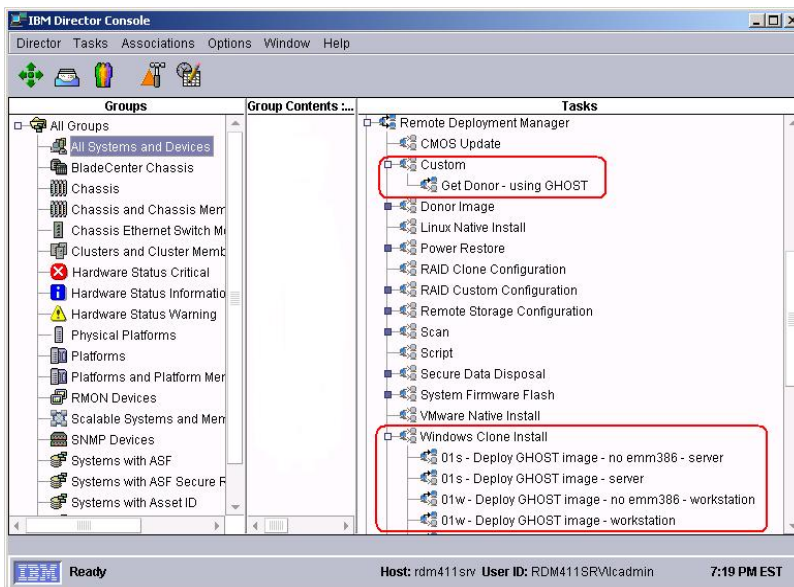 IBM Director Console
Director Tasks Associations Options Window Help
Groups
Group Contents :...
Tasks
All Groups
All Systems and Devices
BladeCenter Chassis
Chassis
Chassis and Chassis Mem
Chassis Ethernet Switch M
Clusters and Cluster Memb
Hardware Status Critical
Hardware Status Informatio
Hardware Status Warning
Physical Platforms
Platforms
Platforms and Platform Mer
RMON Devices
Scalable Systems and Mem
SNMP Devices
Systems with ASF
Systems with ASF Secure R
Systems with Asset ID
Remote Deployment Manager
CMOS Update
Custom
Get Donor - using GHOST
Donor Image
Linux Native Install
Power Restore
RAID Clone Configuration
RAID Custom Configuration
Remote Storage Configuration
Scan
Script
Secure Data Disposal
System Firmware Flash
VMware Native Install
Windows Clone Install
01s - Deploy GHOST image - no emm386 - server
01s - Deploy GHOST image - server
01w - Deploy GHOST image - no emm386 - workstation
01w - Deploy GHOST image - workstation
IBM Ready
Host: rdm411srv User ID: RDM411SRV\lcadmin
7:19 PM EST